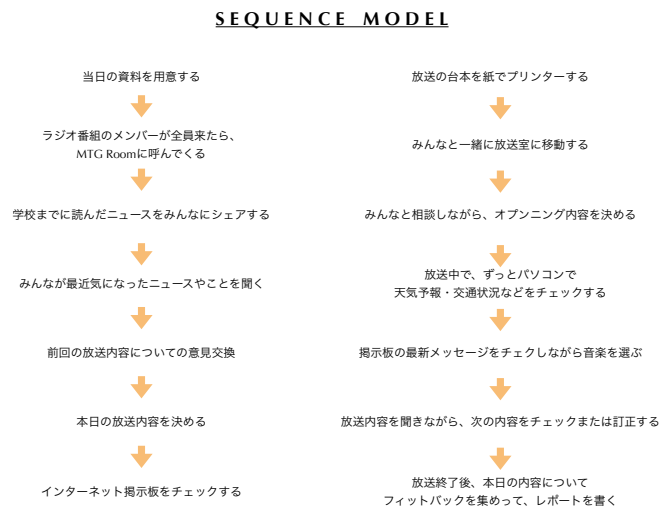 SEQUENCE MODEL
当日の資料を用意する
ラジオ番組のメンバーが全員来たら、
MTG Roomに呼んでくる
学校までに読んだニュースをみんなにシェアする
みんなが最近気になったニュースやことを聞く
前回の放送内容についての意見交換
本日の放送内容を決める
インターネット掲示板をチェックする
放送の台本を紙でプリンターする
みんなと一緒に放送室に移動する
みんなと相談しながら、オプンニング内容を決める
放送中で、ずっとパソコンで
天気予報・交通状況などをチェックする
掲示板の最新メッセージをチェクしながら音楽を選ぶ
放送内容を聞きながら、次の内容をチェックまたは訂正する
放送終了後、本日の内容について
フィットバックを集めって、レポートを書く